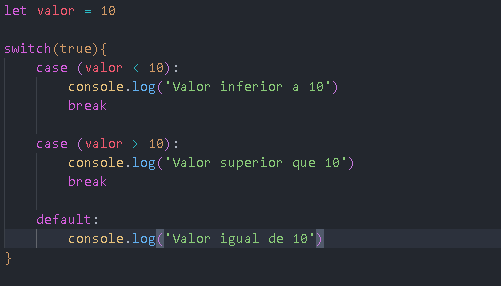 let valor = 10
switch(true){
case (valor < 10):
console.log('Valor inferior a 10')
break
case (valor > 10):
console.log('Valor superior que 10')
break
default:
console.log('Valor igual de 10')
}